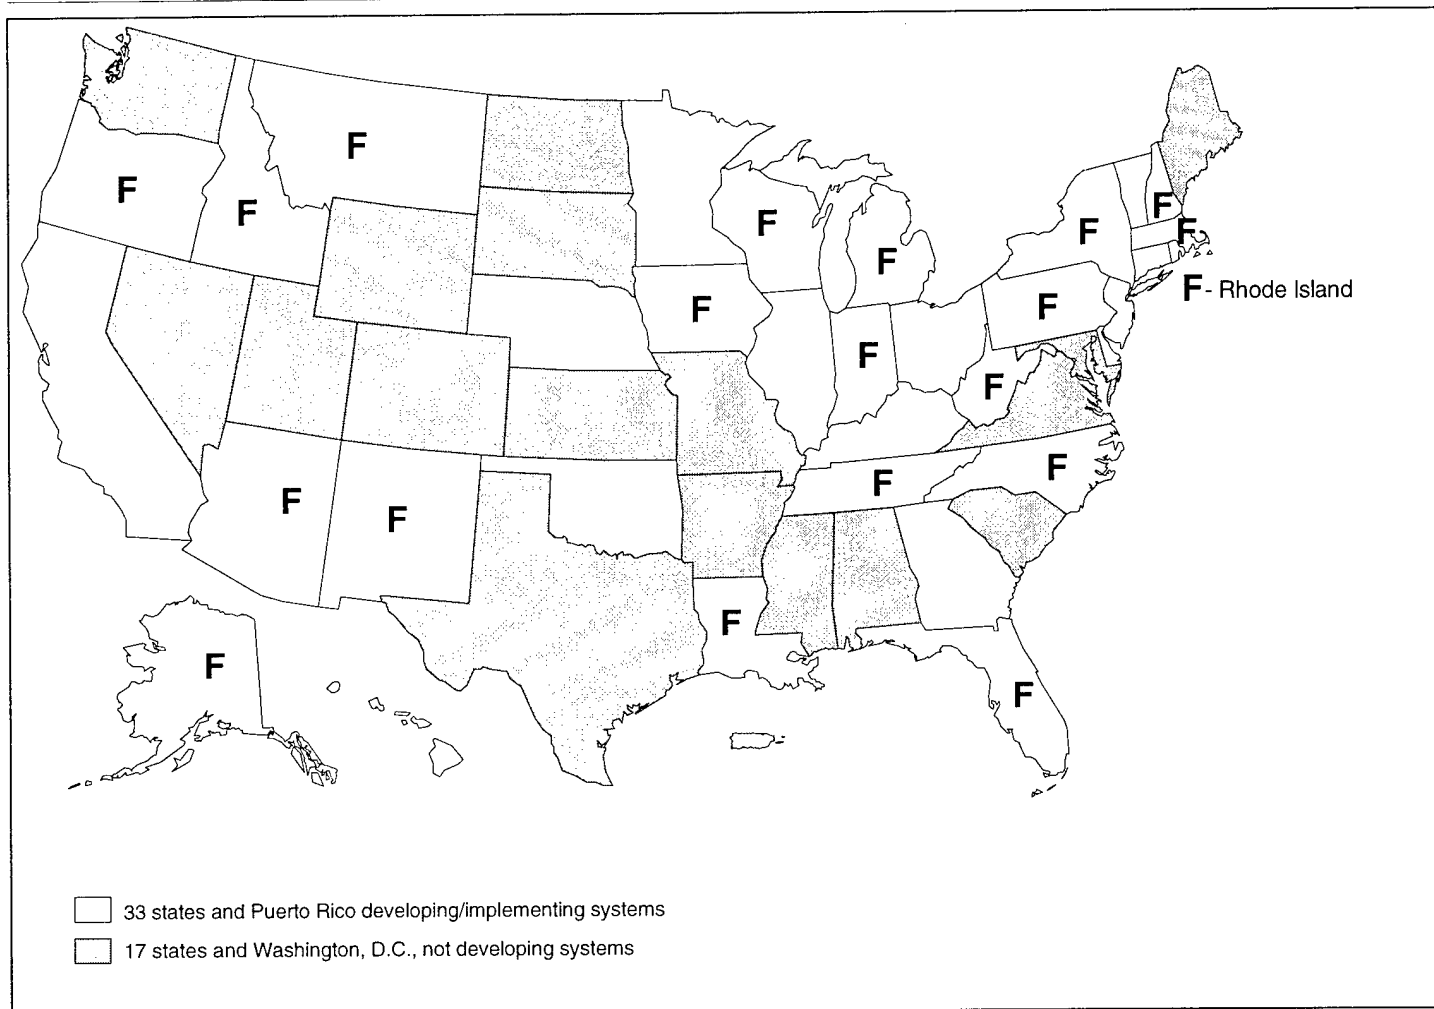 F
F
F
F
F
F
F
F
F
F
F- Rhode Island
F
F
F
F
F
F
F
F
F
F
F
33 states and Puerto Rico developing/implementing systems
17 states and Washington, D.C., not developing systems